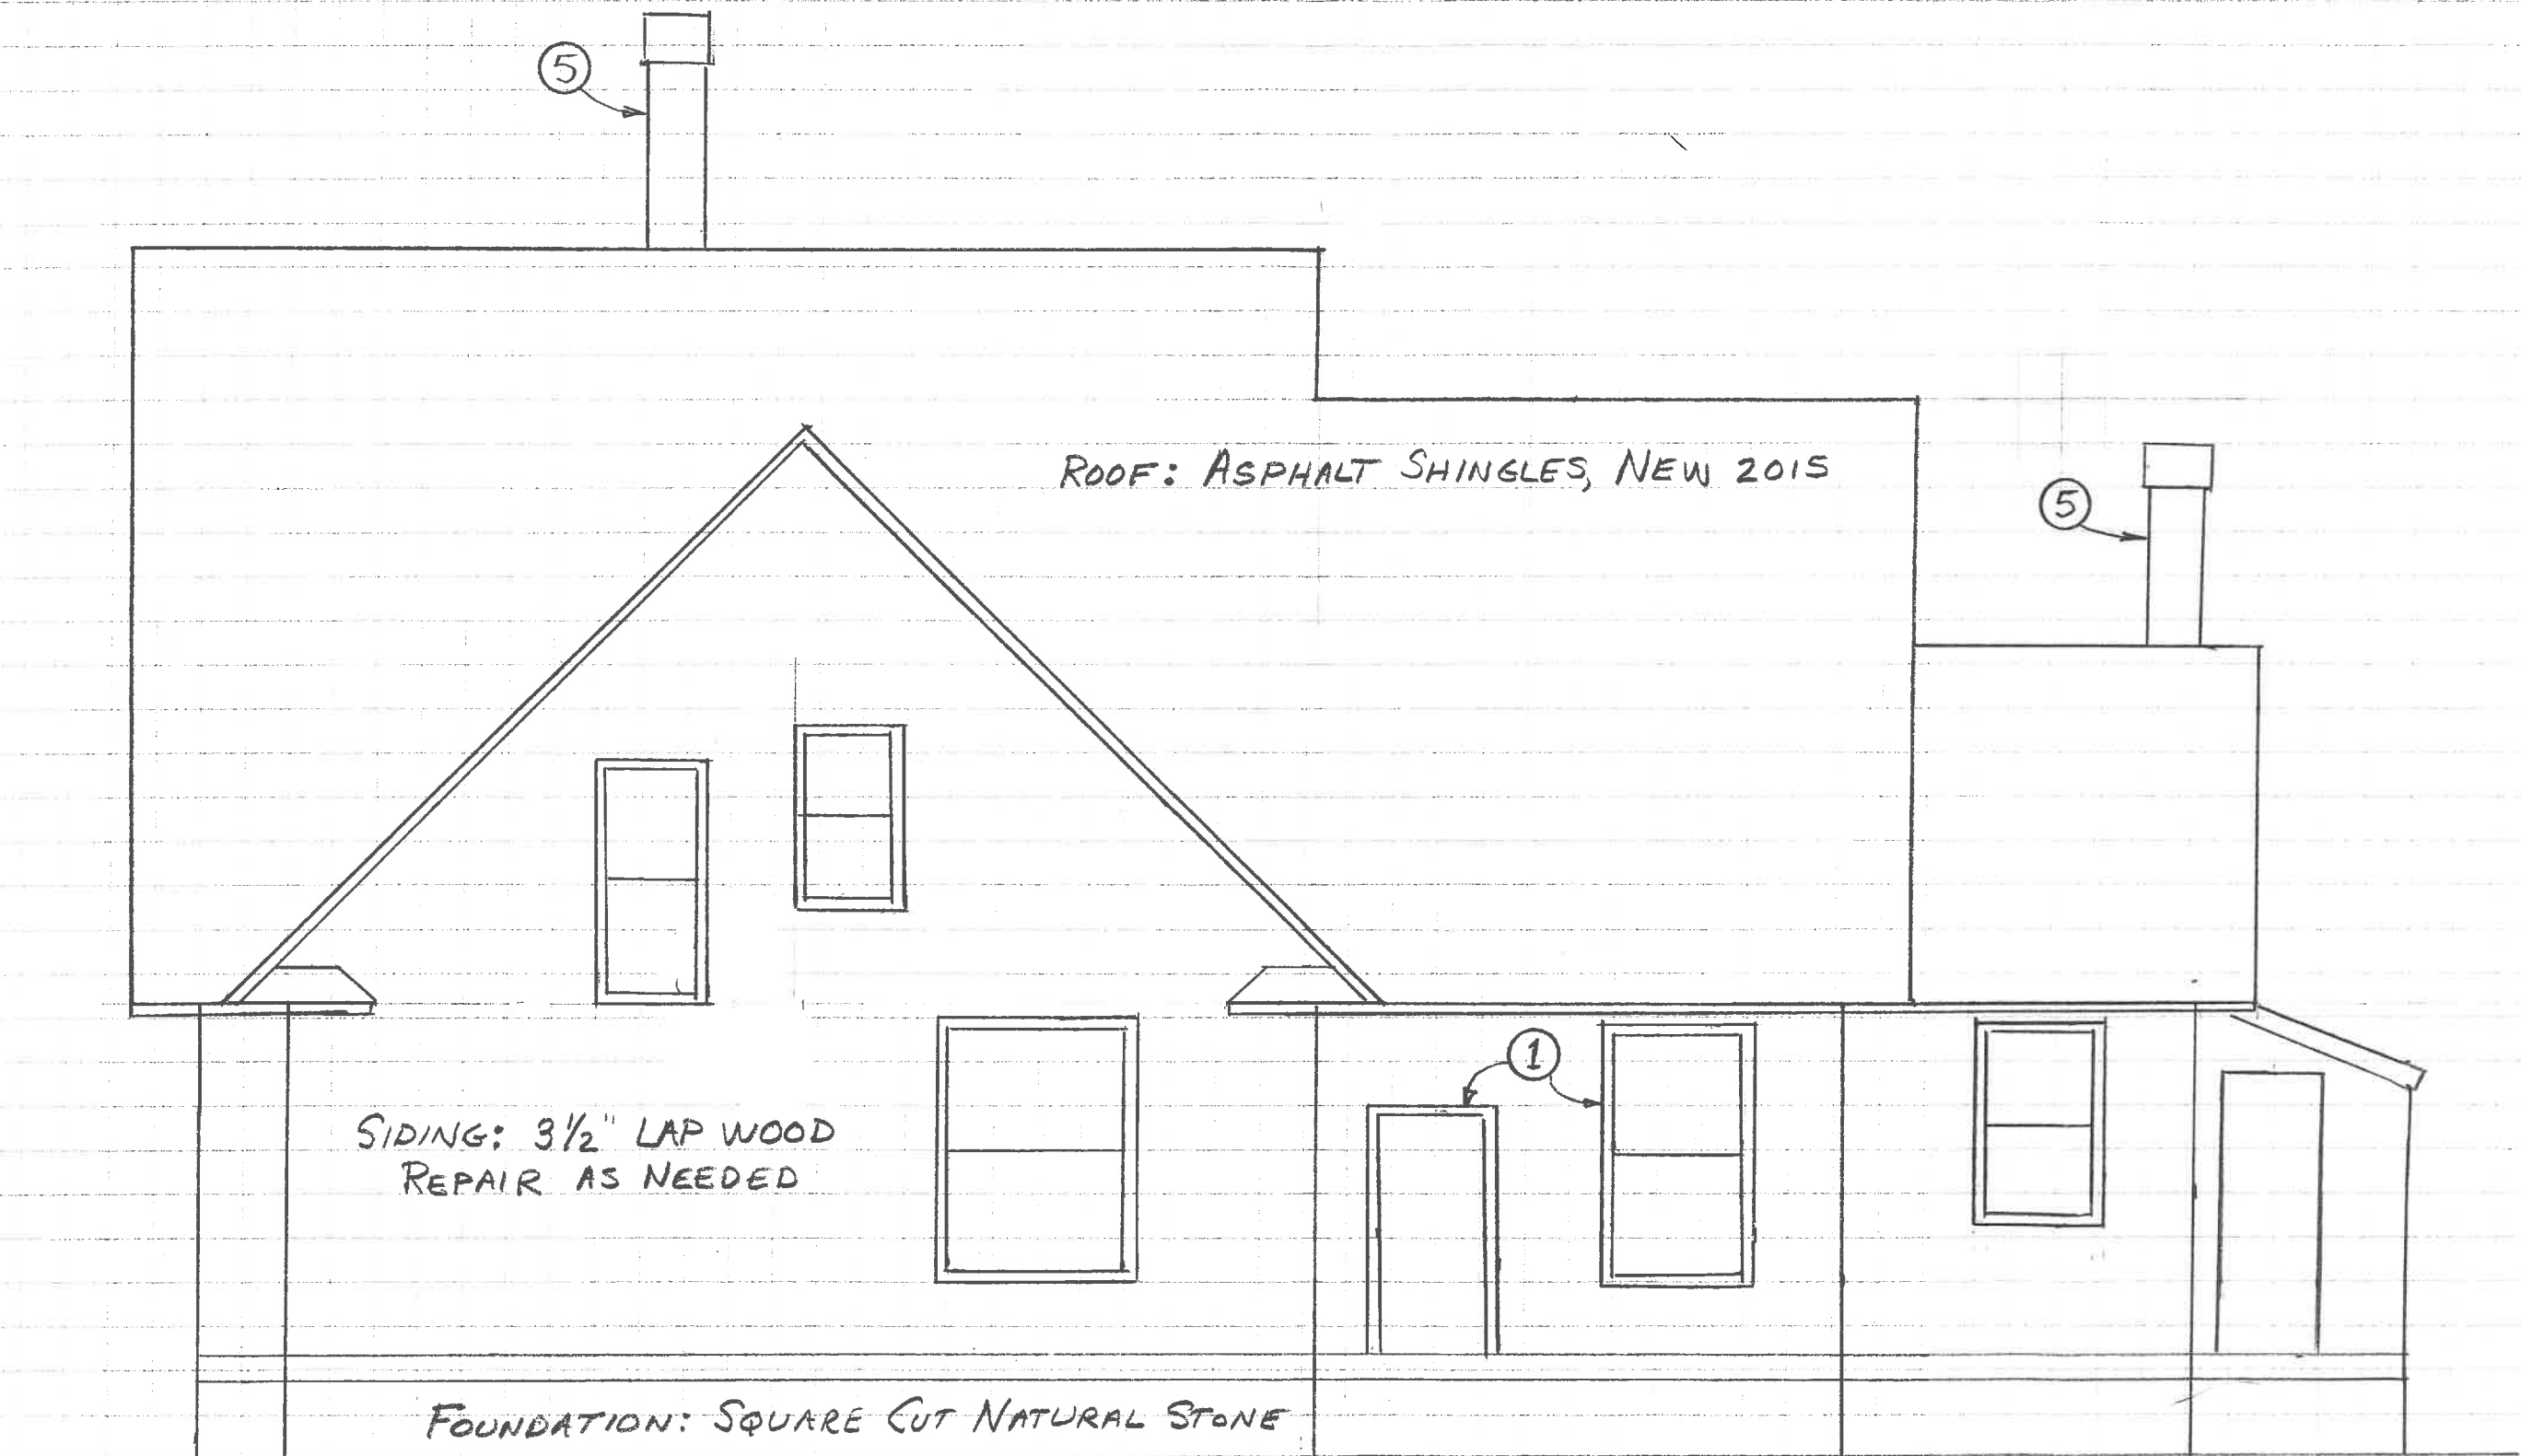 5
ROOF: ASPHALT SHINGLES, NEW 2015
5
1
SIDING: 3½" LAP WOOD
REPAIR AS NEEDED
FOUNDATION: SQUARE CUT NATURAL STONE